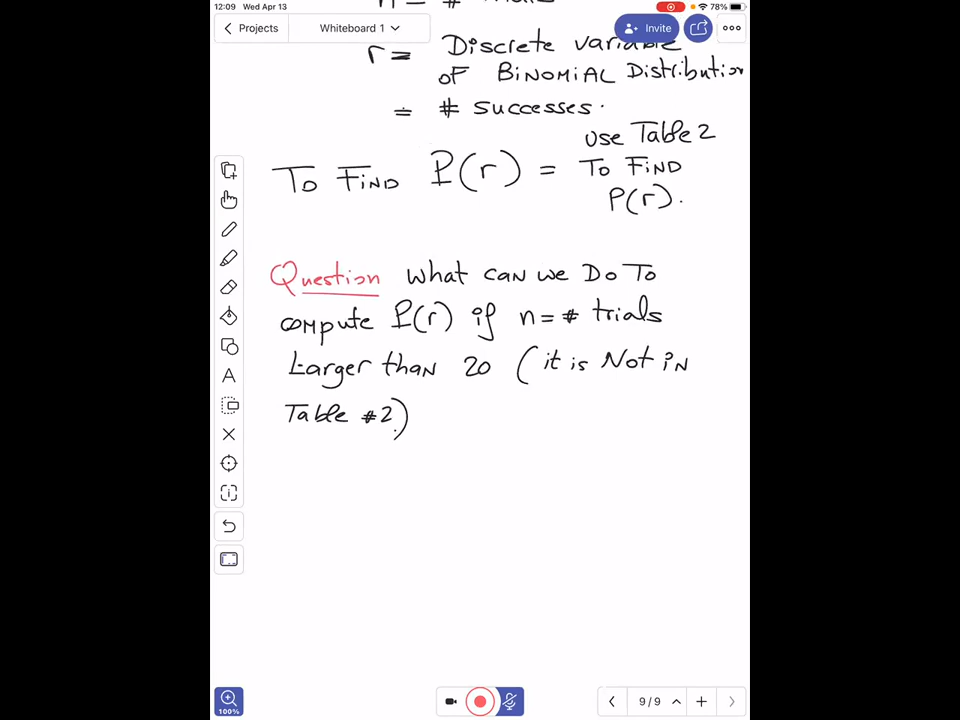 12:09 Wed Apr 13
78%
Projects
Whiteboard 1
Invite
n = # trials
r = Discrete variable
OF BINOMIAL Distribution
= # successes.
use Table 2
TO FIND P(r) = TO FIND
P(r).
Question what can we Do To
compute P(r) if n = # trials
Larger than 20 (it is Not in
Table #2)
A
100%
9/9